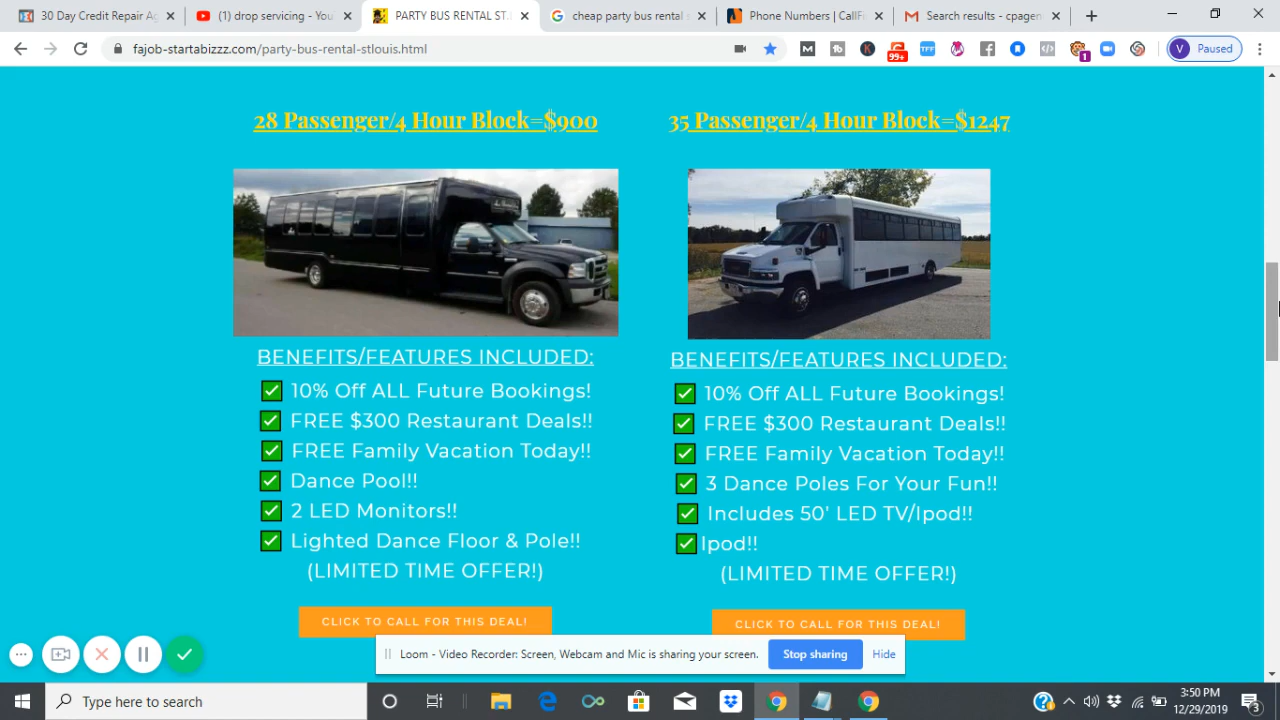 30 Day Credit Repair Ag
(1) drop servicing - You
PARTY BUS RENTAL ST.
cheap party bus rental s
Phone Numbers | CallFi
Search results - cpagen
fajob-startabizzz.com/party-bus-rental-stlouis.html
99+
1
V Paused
28 Passenger/4 Hour Block=$900
BENEFITS/FEATURES INCLUDED:
10% Off ALL Future Bookings!
FREE $300 Restaurant Deals!!
FREE Family Vacation Today!!
Dance Pool!!
2 LED Monitors!!
Lighted Dance Floor & Pole!!
(LIMITED TIME OFFER!)
CLICK TO CALL FOR THIS DEAL!
35 Passenger/4 Hour Block=$1247
BENEFITS/FEATURES INCLUDED:
10% Off ALL Future Bookings!
FREE $300 Restaurant Deals!!
FREE Family Vacation Today!!
3 Dance Poles For Your Fun!!
Includes 50' LED TV/Ipod!!
Ipod!!
(LIMITED TIME OFFER!)
CLICK TO CALL FOR THIS DEAL!
Loom - Video Recorder: Screen, Webcam and Mic is sharing your screen.
Stop sharing
Hide
Type here to search
3:50 PM
12/29/2019
3